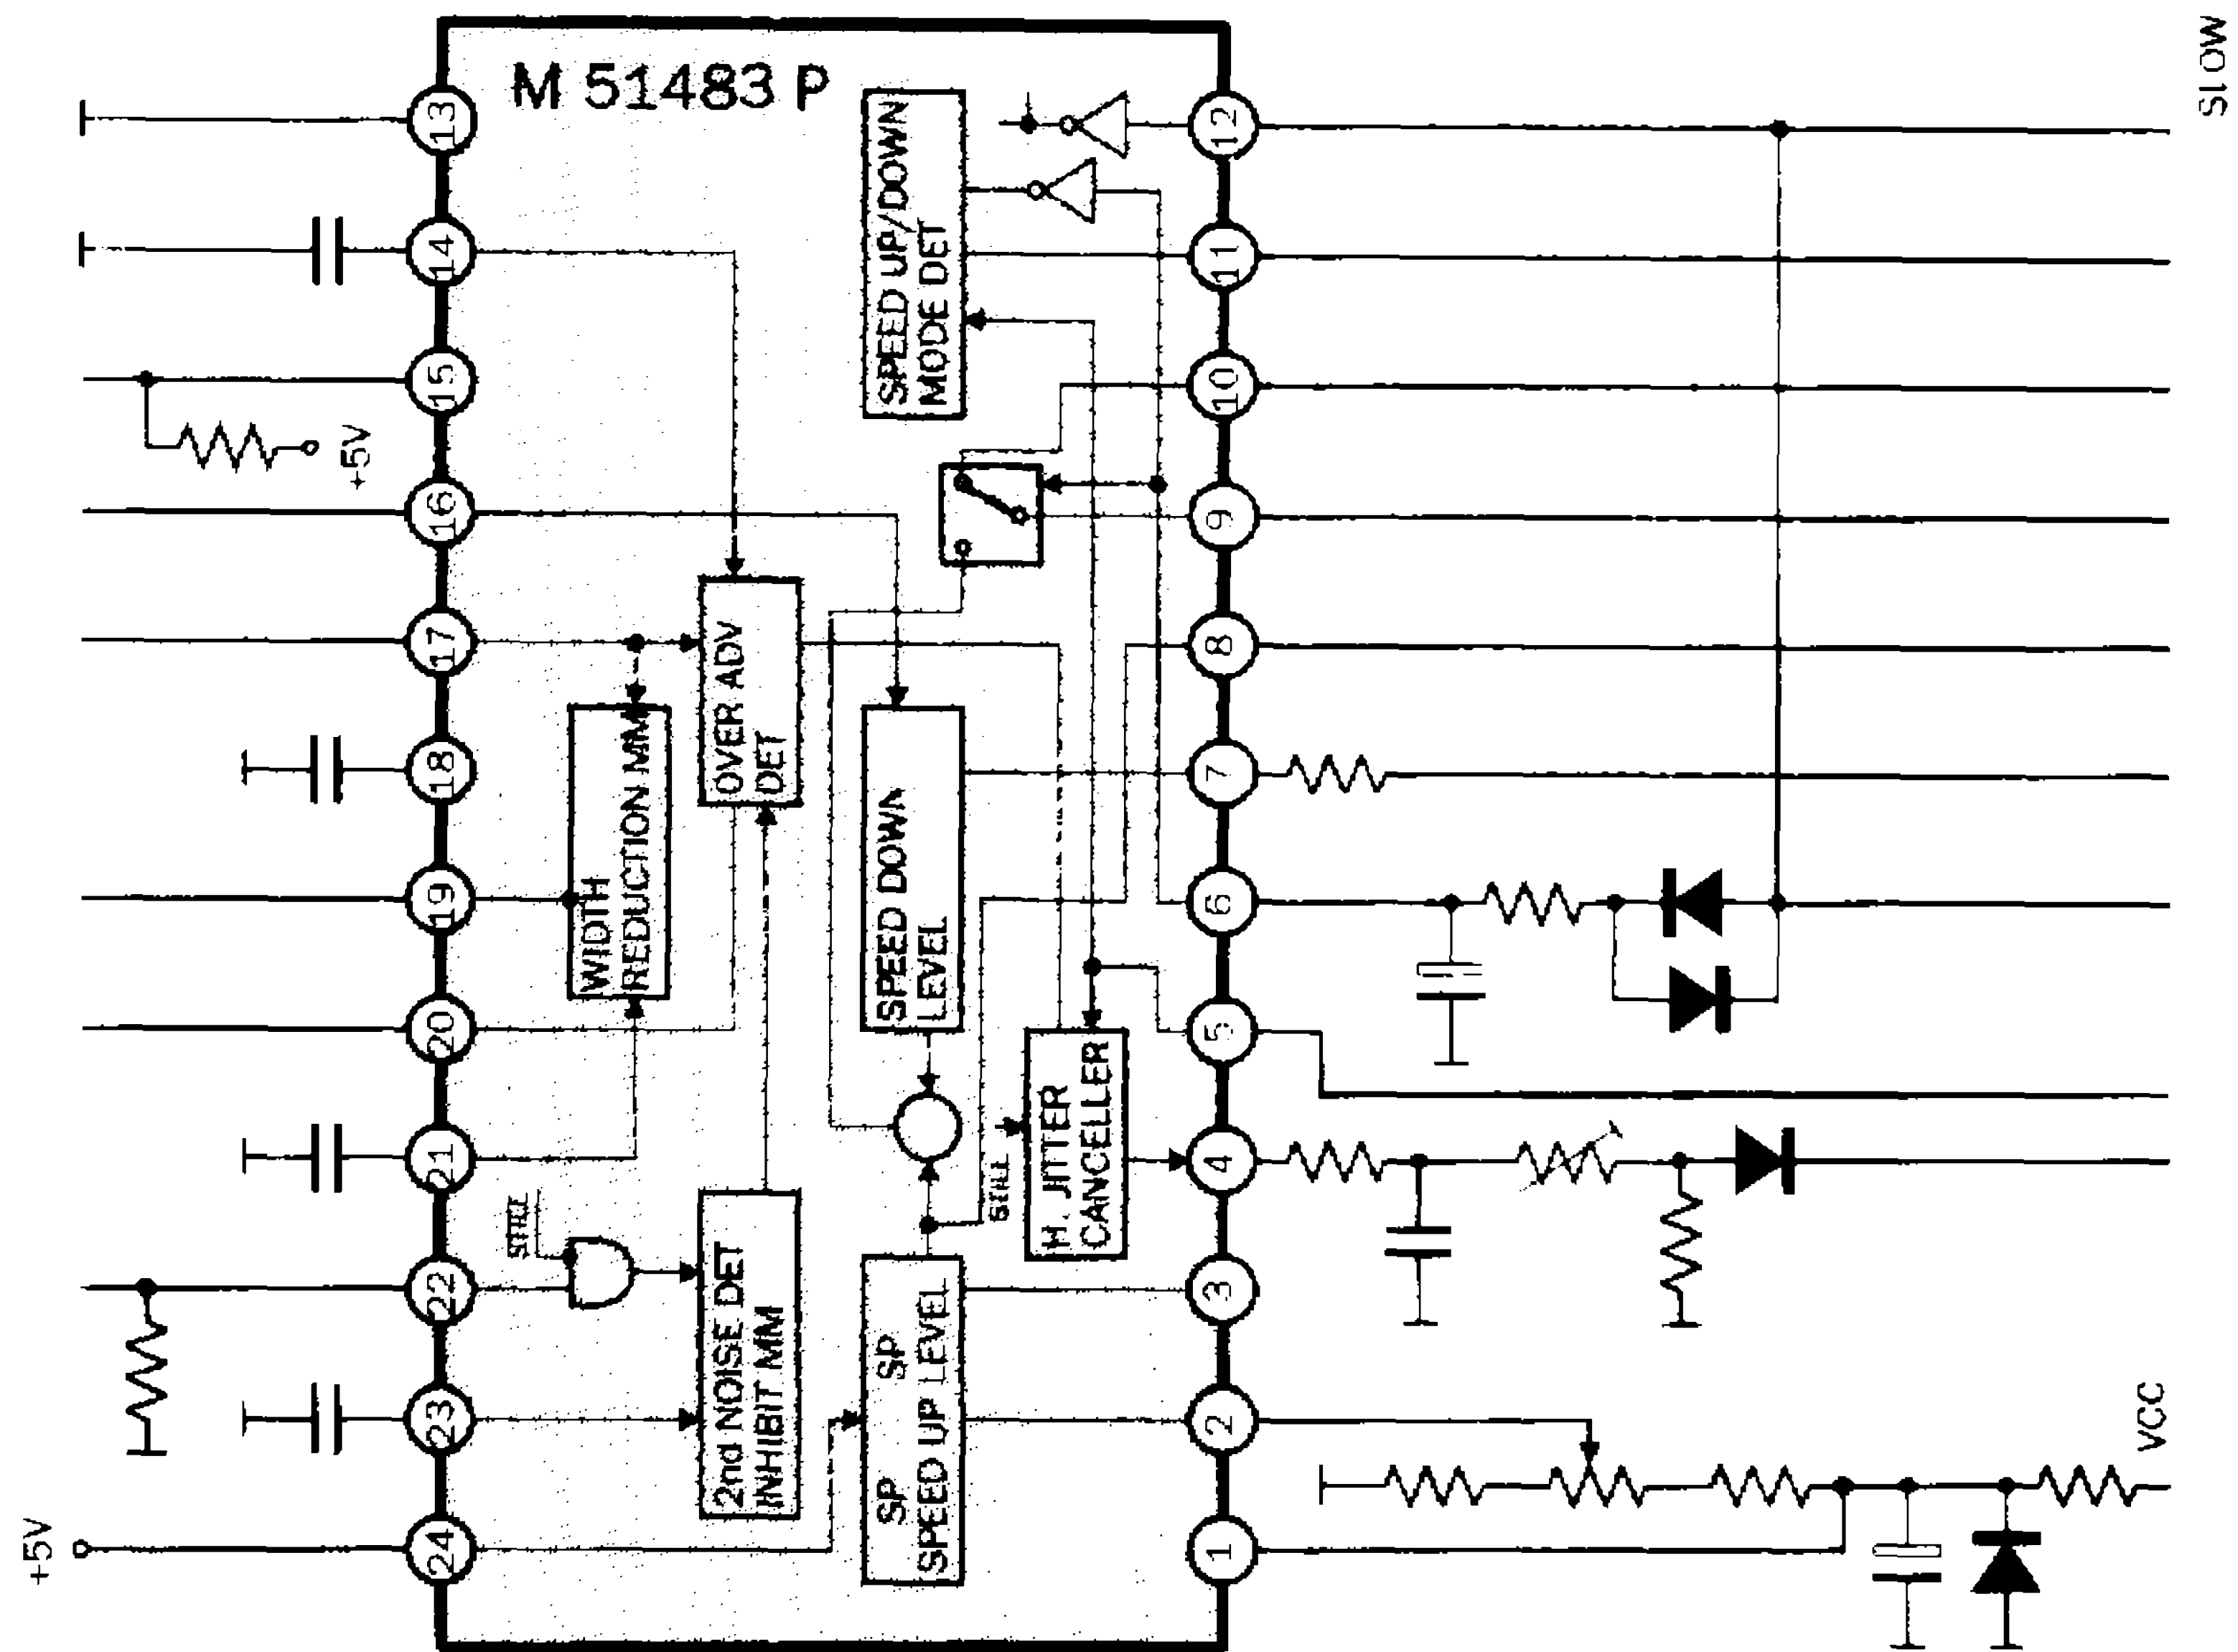 M 51483 P
SLOW
13
14
15
16
17
18
19
20
21
22
23
24
12
11
10
9
8
7
6
5
4
3
2
1
+5V
+5V
VCC
SPEED UP/DOWN
MODE DET
OVER ADV
DET
WIDTH
REDUCTION MM
SPEED DOWN
LEVEL
H. JITTER
CANCELLER
STILL
STILL
2nd NOISE DET
INHIBIT MM
SP SP
SPEED UP LEVEL